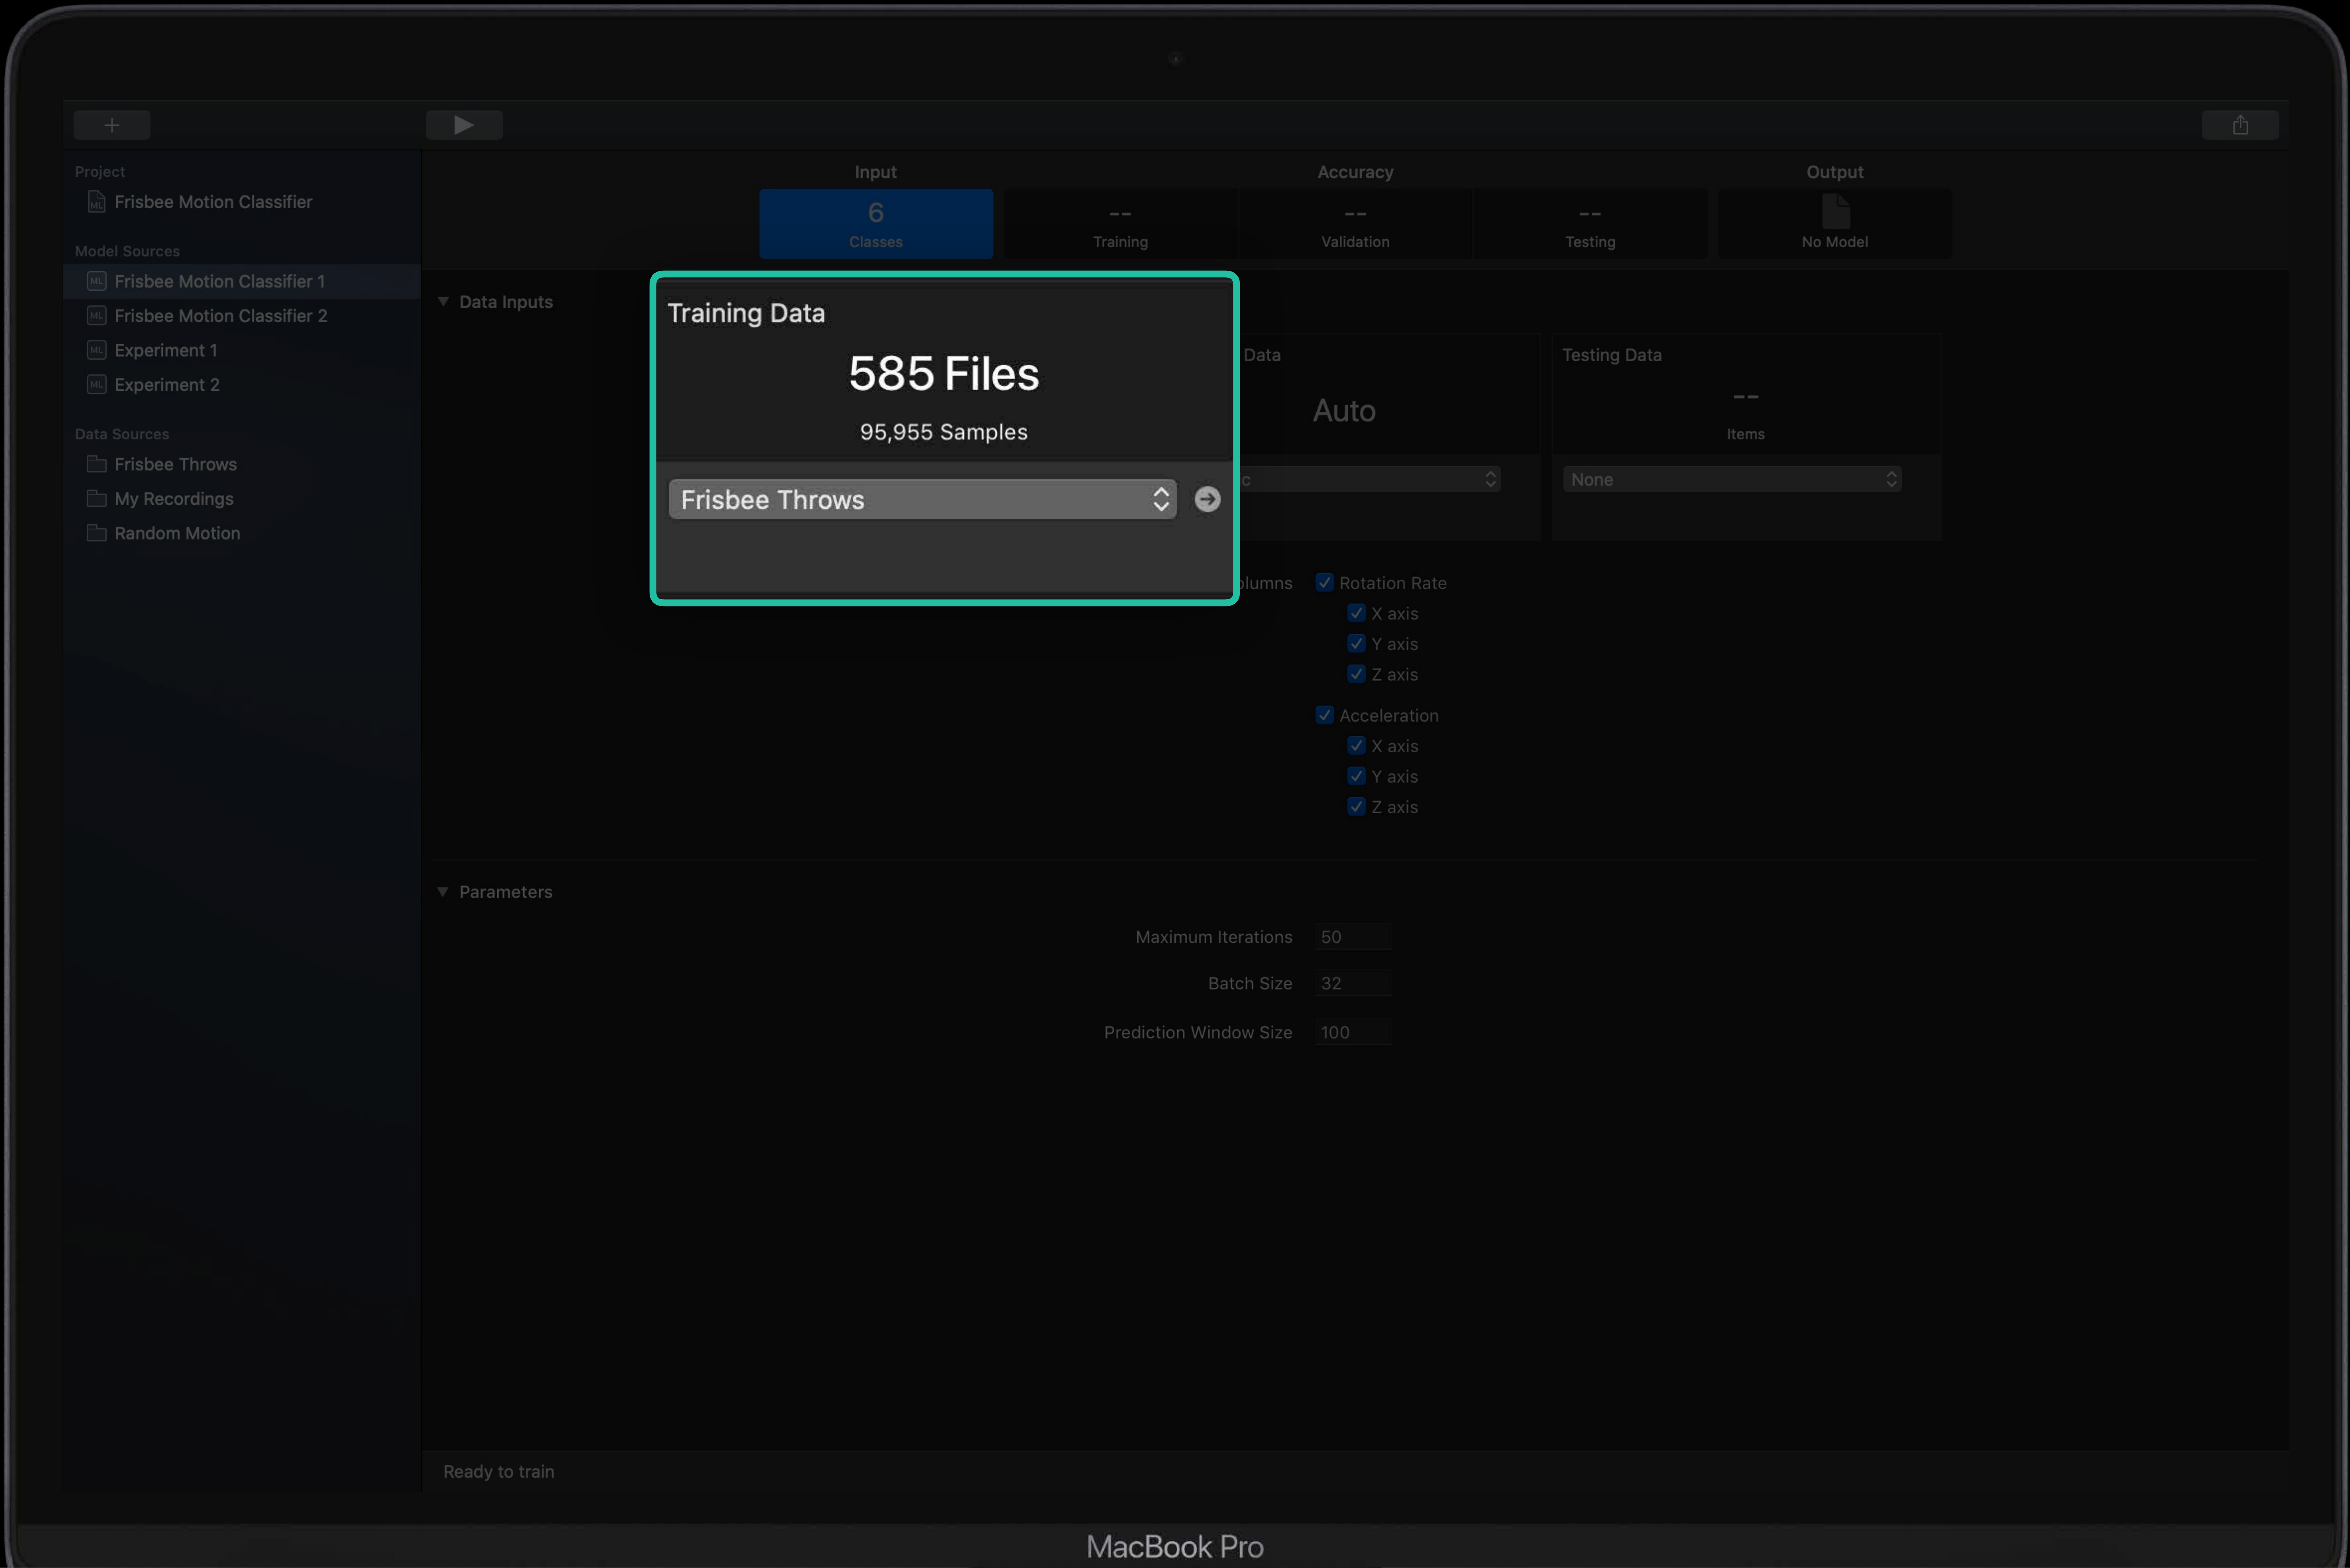 Project
Frisbee Motion Classifier
Model Sources
Frisbee Motion Classifier 1
Frisbee Motion Classifier 2
Experiment 1
Experiment 2
Data Sources
Frisbee Throws
My Recordings
Random Motion
Input
Accuracy
Output
6
Classes
--
Training
--
Validation
--
Testing
No Model
Data Inputs
Training Data
585 Files
95,955 Samples
Frisbee Throws
Data
Auto
Testing Data
--
Items
None
Rotation Rate
X axis
Y axis
Z axis
Acceleration
X axis
Y axis
Z axis
Parameters
Maximum Iterations 50
Batch Size 32
Prediction Window Size 100
Ready to train
MacBook Pro